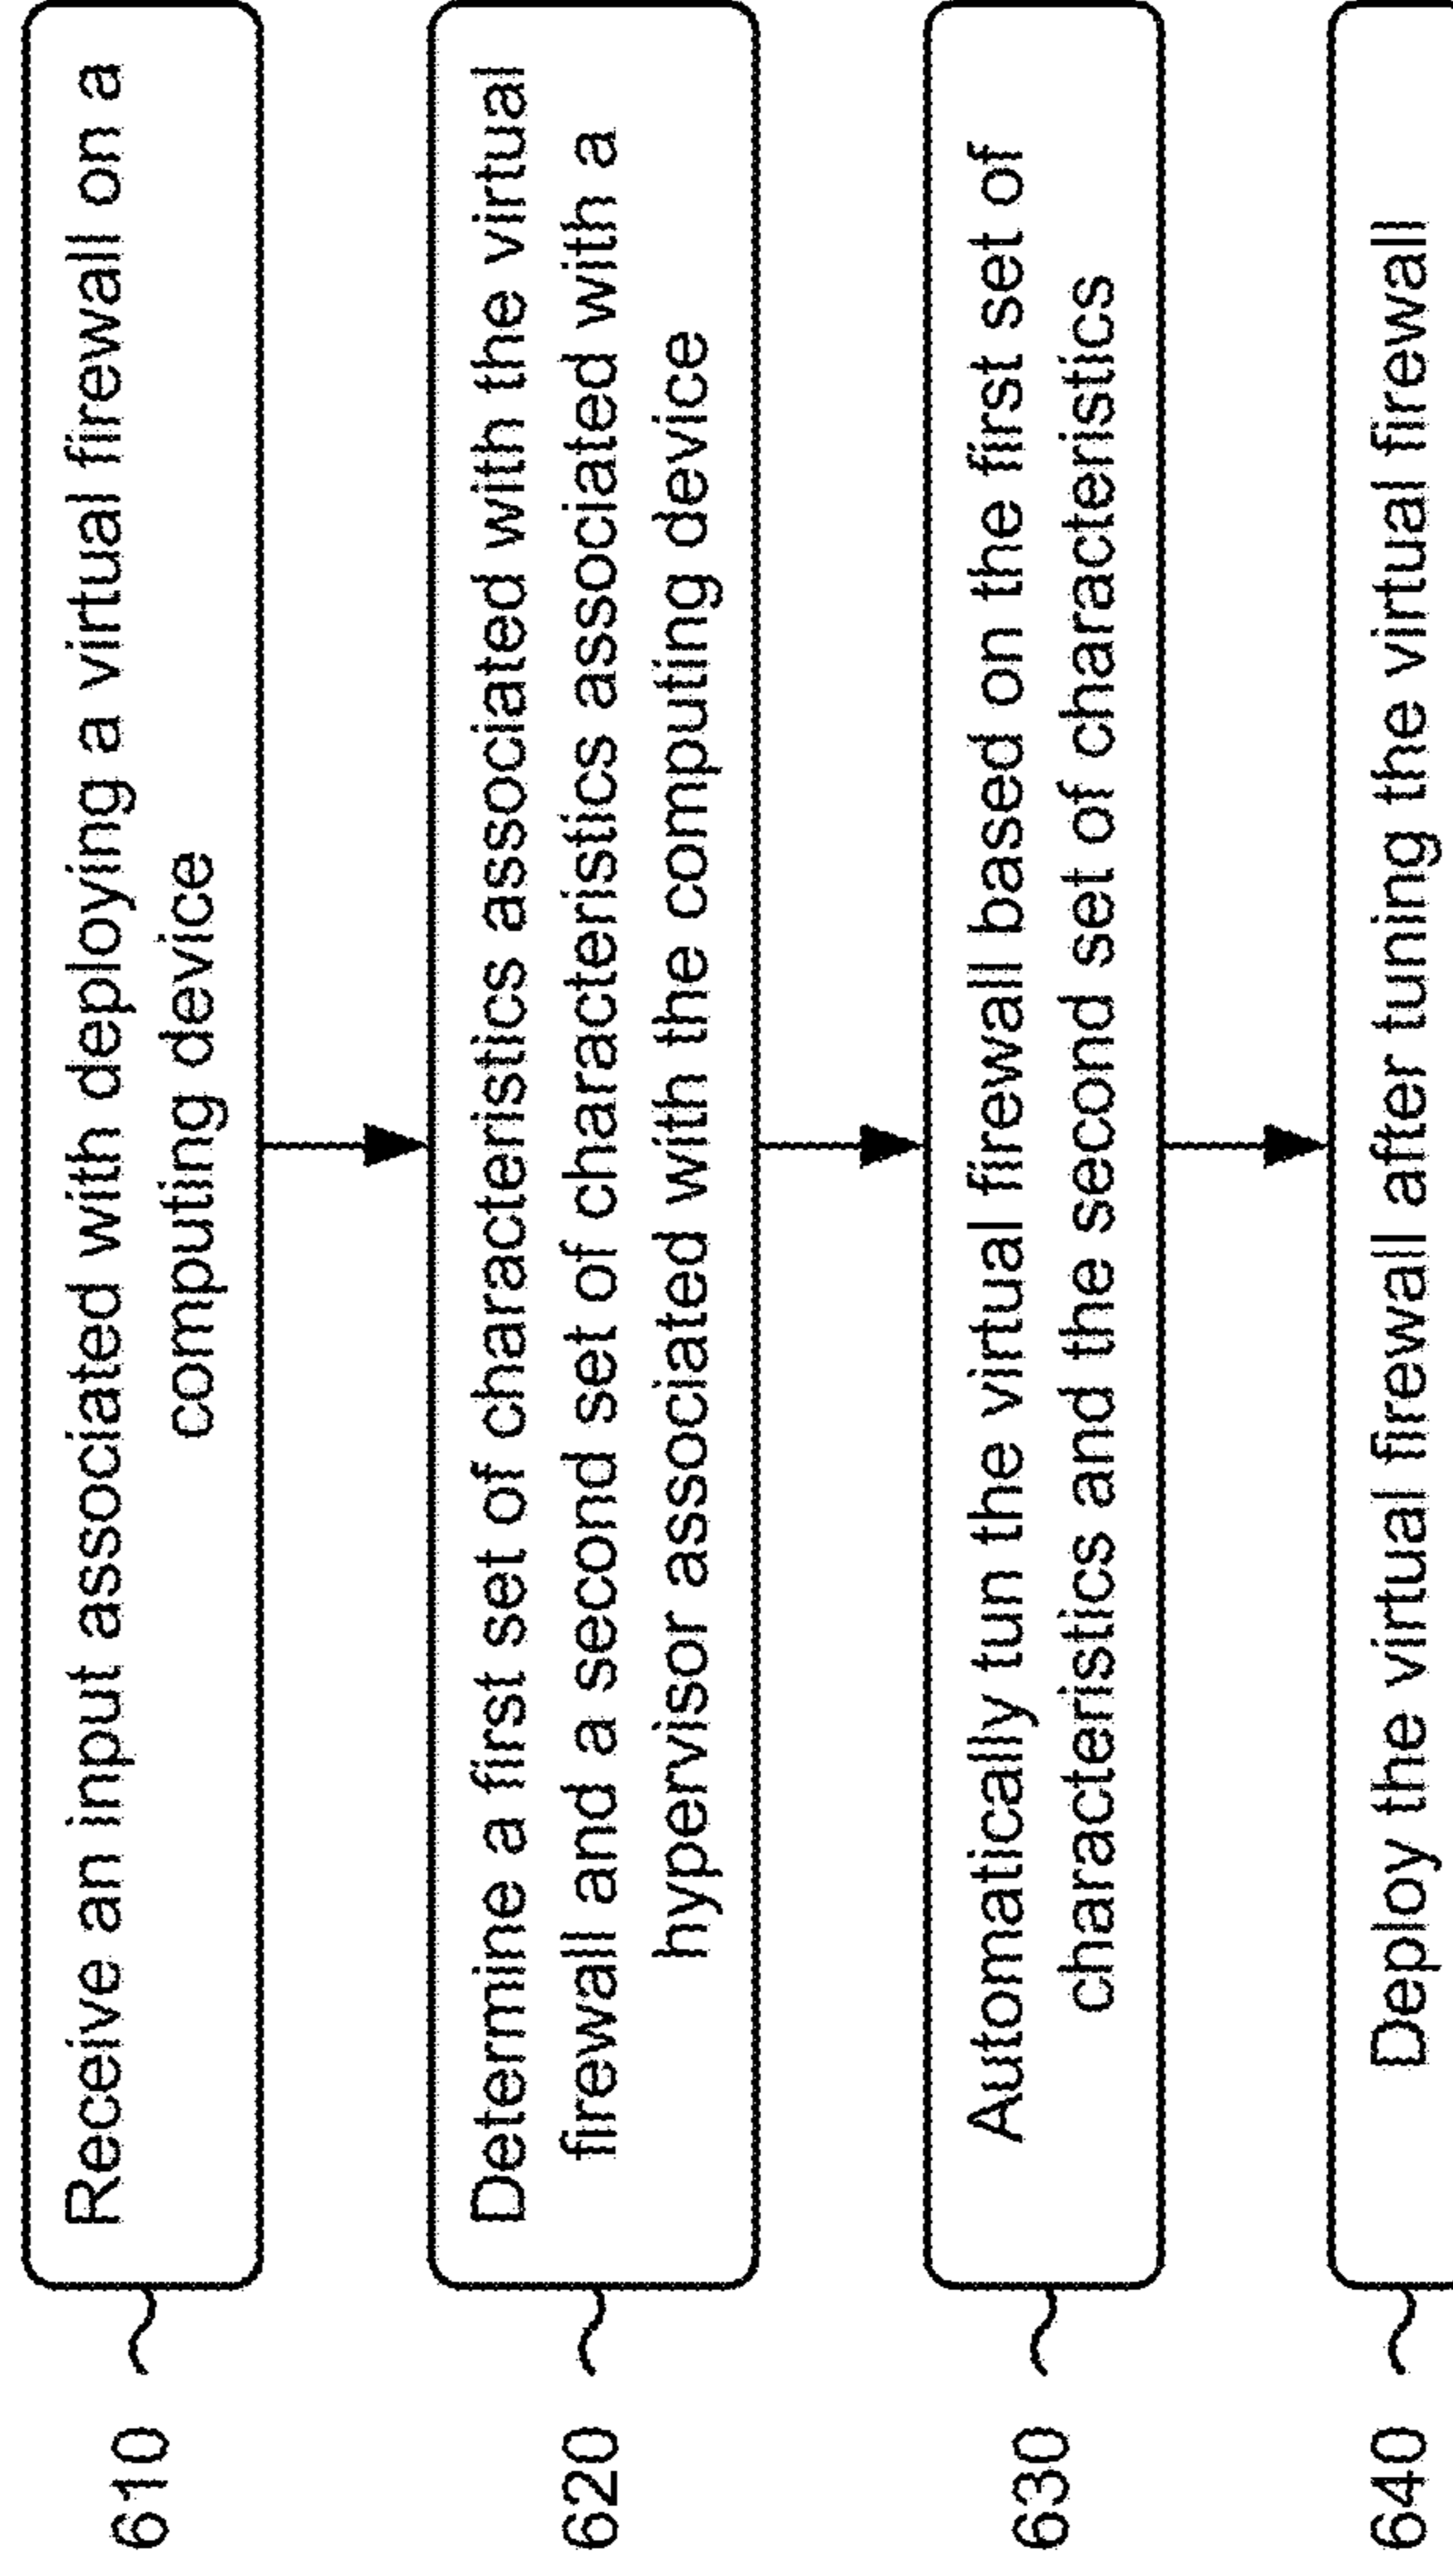 610
Receive an input associated with deploying a virtual firewall on a
computing device
620
Determine a first set of characteristics associated with the virtual
firewall and a second set of characteristics associated with a
hypervisor associated with the computing device
630
Automatically tun the virtual firewall based on the first set of
characteristics and the second set of characteristics
640
Deploy the virtual firewall after tuning the virtual firewall